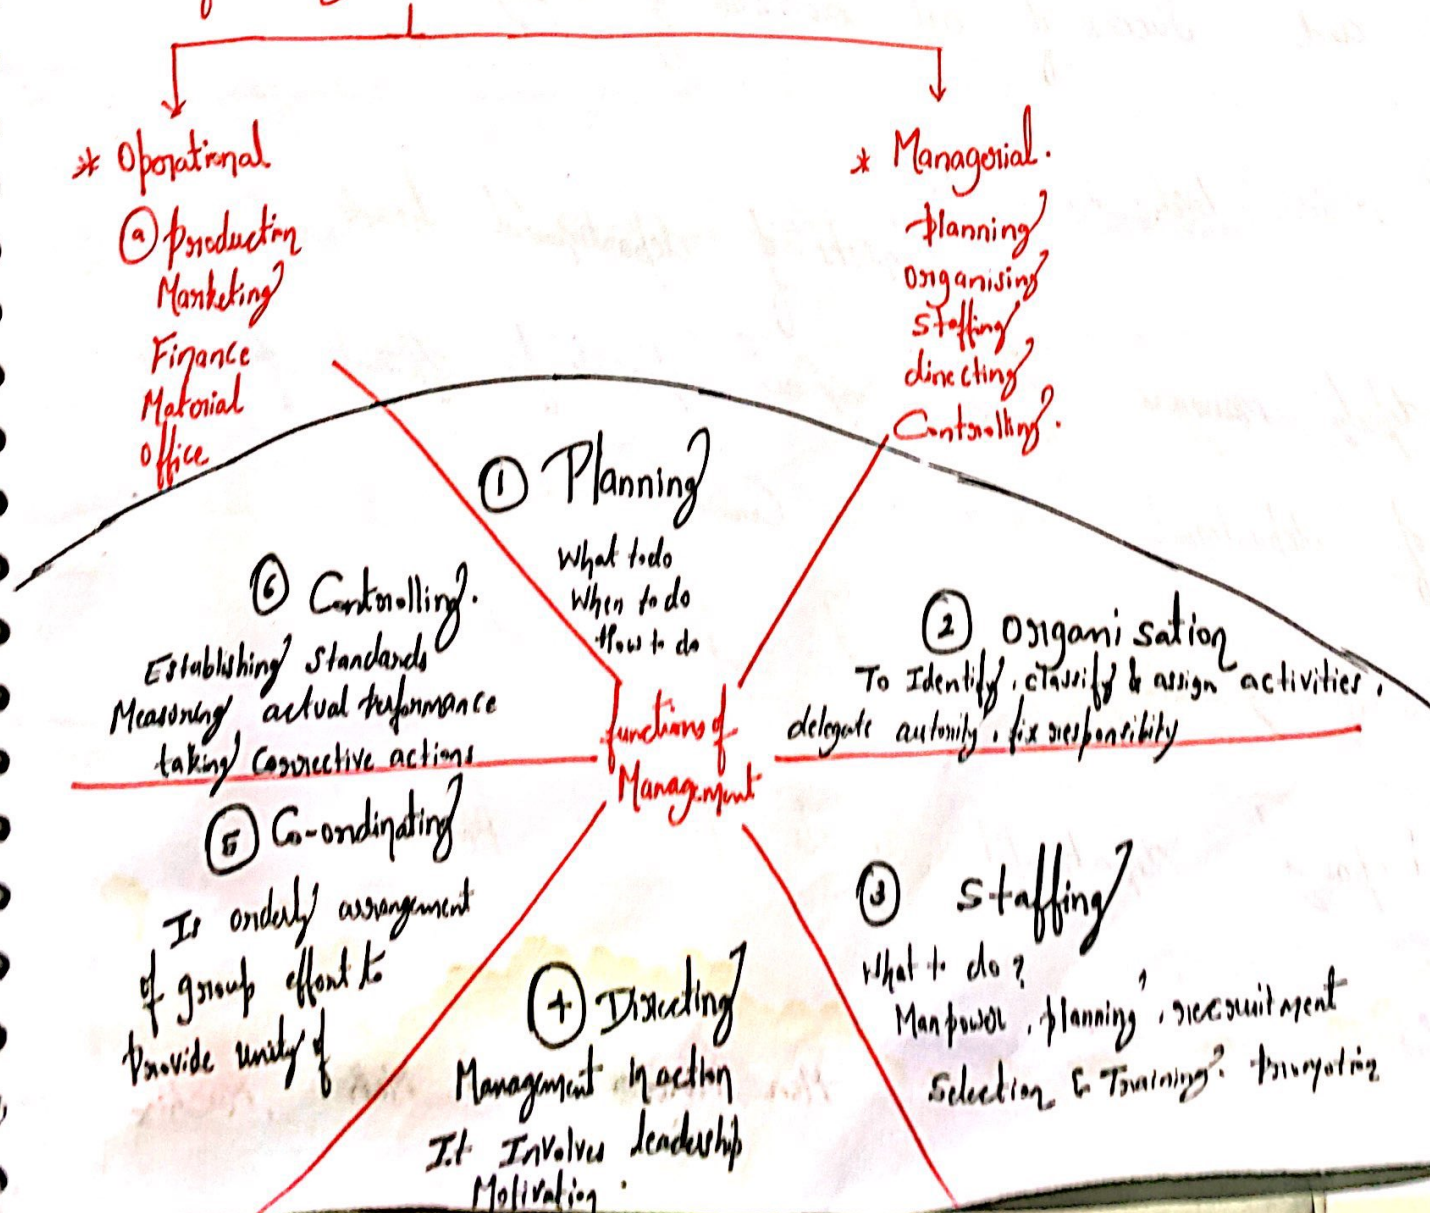 * Operational
ⓐ Production
Marketing
Finance
Material
Office
* Managerial.
Planning
Organising
Staffing
directing
Controlling.
① Planning
What to do
When to do
How to do
② Organisation
To Identify, classify & assign activities,
delegate autority, fix responsibility
③ Staffing
What to do ?
Manpower, planning, recruitment
Selection & Training. Promotion
④ Directing
Management In action
It Involves leadership
Motivation.
⑤ Co-ordinating
Is orderly arrangement
of group effort to
Provide unity of
⑥ Controlling.
Establishing Standards
Measuring actual Performance
taking Corrective actions
functions of
Management